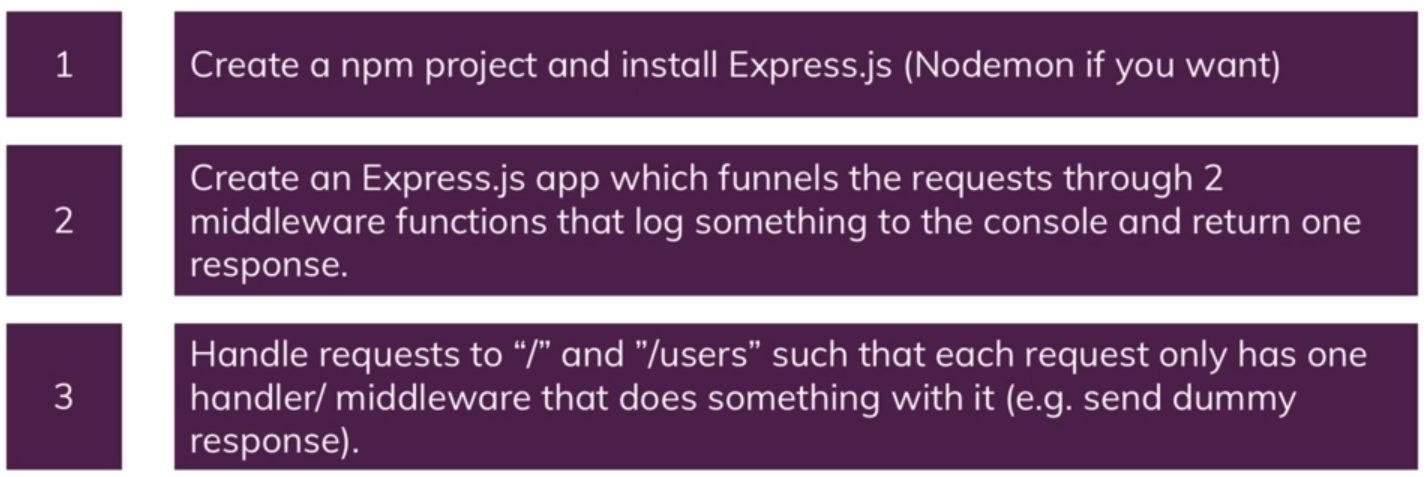 1
Create a npm project and install Express.js (Nodemon if you want)
2
Create an Express.js app which funnels the requests through 2
middleware functions that log something to the console and return one
response.
3
Handle requests to “/” and ”/users” such that each request only has one
handler/ middleware that does something with it (e.g. send dummy
response).